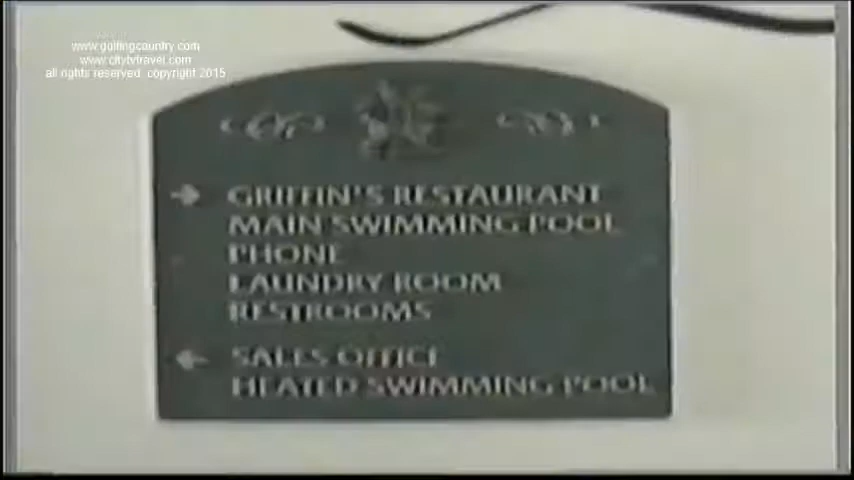 www.golfingcountry.com
www.citytvtravel.com
all rights reserved copyright 2015
GRIFFIN'S RESTAURANT
MAIN SWIMMING POOL
PHONE
LAUNDRY ROOM
RESTROOMS
SALES OFFICE
HEATED SWIMMING POOL